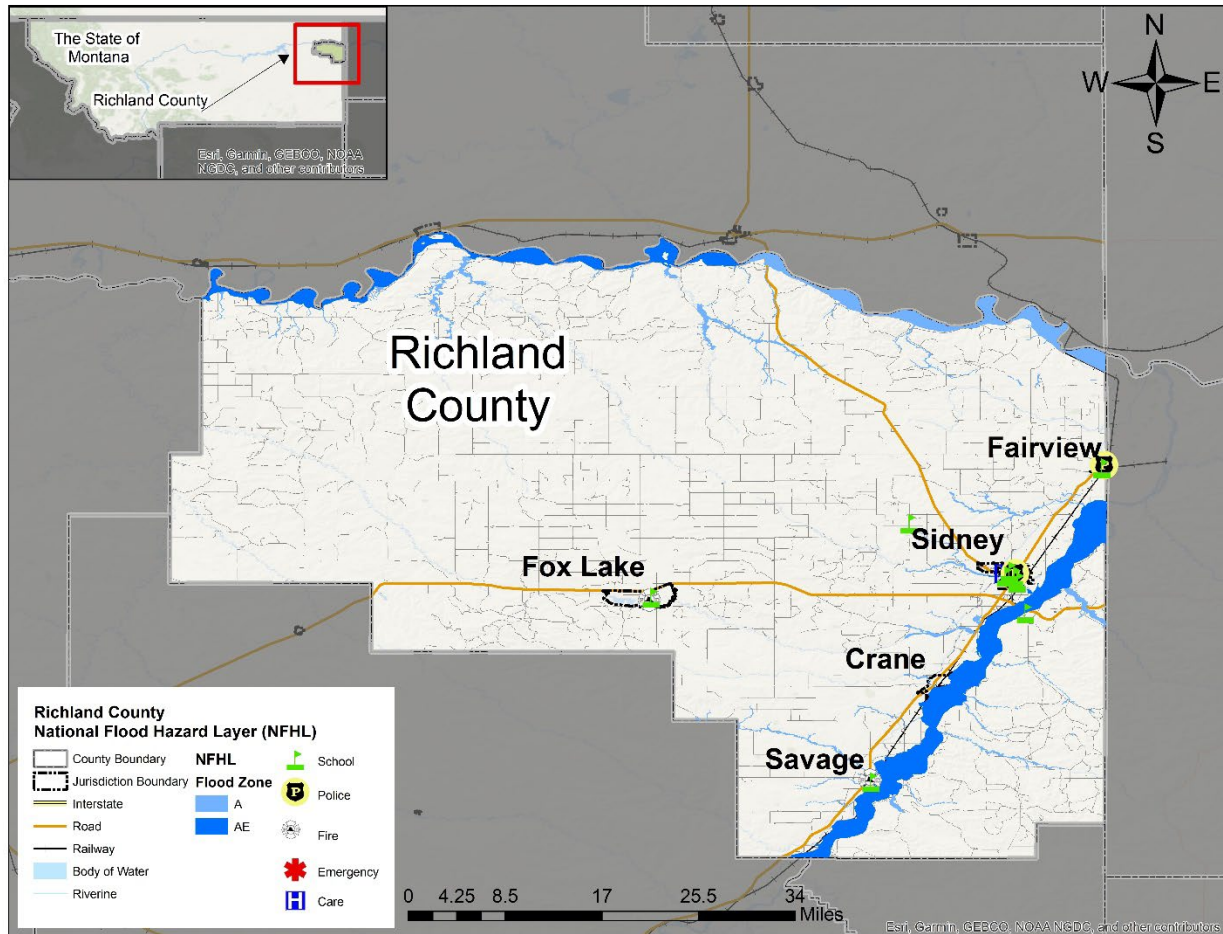 The State of
Montana
Richland County
Esri, Garmin, GEBCO, NOAA
NGDC, and other contributors
N
W E
S
Richland
County
Fairview
Sidney
Fox Lake
Crane
Savage
Richland County
National Flood Hazard Layer (NFHL)
County Boundary
Jurisdiction Boundary
Interstate
Road
Railway
Body of Water
Riverine
NFHL
Flood Zone
A
AE
School
P Police
Fire
Emergency
H Care
0 4.25 8.5 17 25.5 34
Miles
Esri, Garmin, GEBCO, NOAA NGDC, and other contributors